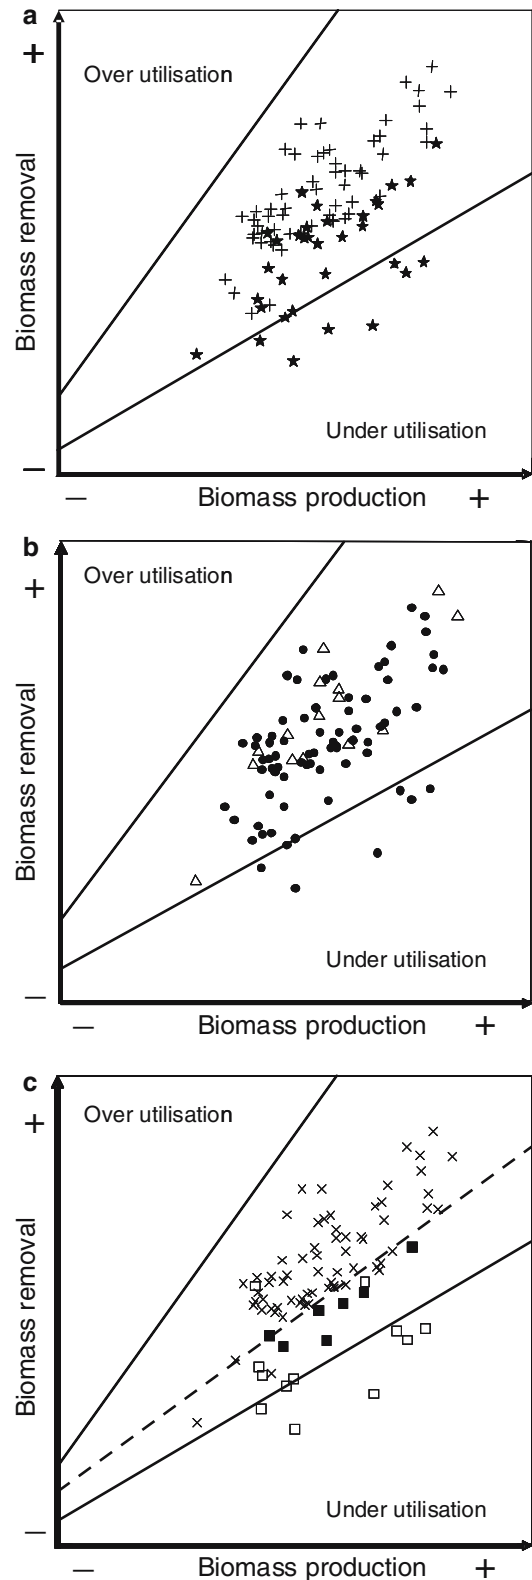 a
+
Over utilisation
Biomass removal
Under utilisation
—
— Biomass production +
b
+
Over utilisation
Biomass removal
Under utilisation
—
— Biomass production +
c
+
Over utilisation
Biomass removal
Under utilisation
—
— Biomass production +